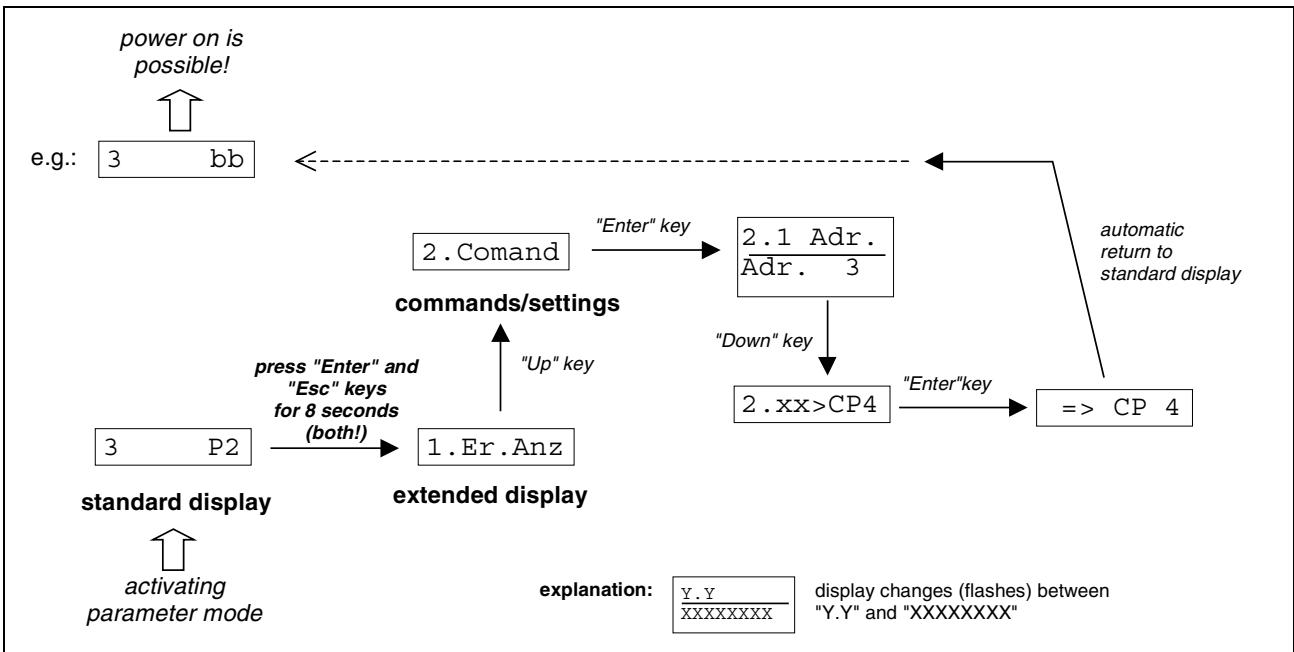 power on is
possible!
e.g.:
3 bb
2.Comand
"Enter" key
2.1 Adr.
Adr. 3
automatic
return to
standard display
commands/settings
"Down" key
press "Enter" and
"Esc" keys
for 8 seconds
(both!)
"Up" key
2.xx>CP4
"Enter"key
=> CP 4
3 P2
1.Er.Anz
standard display
extended display
activating
parameter mode
explanation:
Y.Y
XXXXXXXX
display changes (flashes) between
"Y.Y" and "XXXXXXXX"